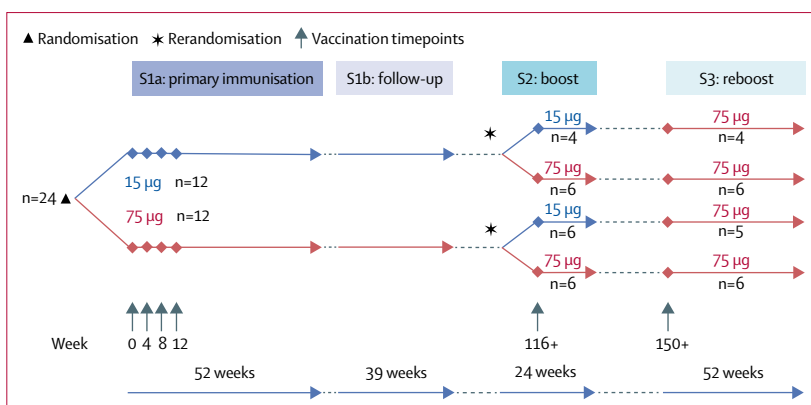 ▲ Randomisation ✶ Rerandomisation ↑ Vaccination timepoints
S1a: primary immunisation S1b: follow-up S2: boost S3: reboost
15 µg 75 µg
n=4 n=4
15 µg n=12 75 µg 75 µg
n=24 ▲ n=6 n=6
75 µg n=12 15 µg 75 µg
n=6 n=5
75 µg 75 µg
n=6 n=6
Week 0 4 8 12 116+ 150+
52 weeks 39 weeks 24 weeks 52 weeks